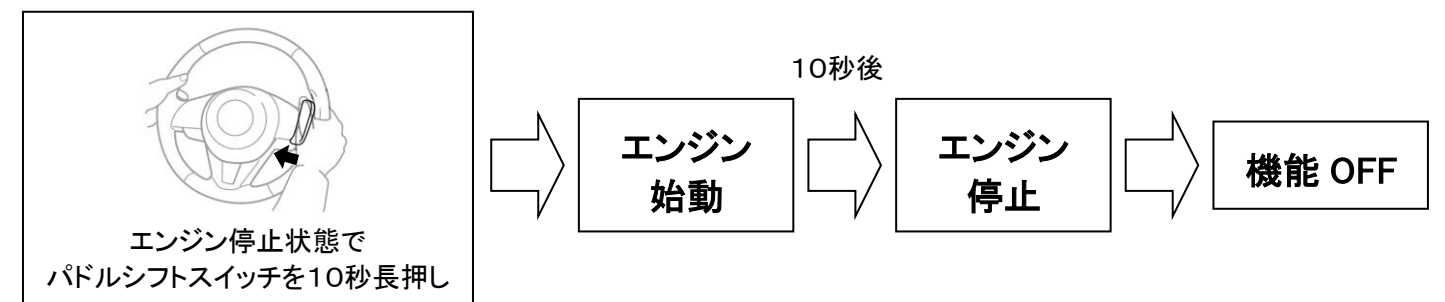 エンジン停止状態で
パドルシフトスイッチを１０秒長押し
エンジン
始動
１０秒後
エンジン
停止
機能 OFF